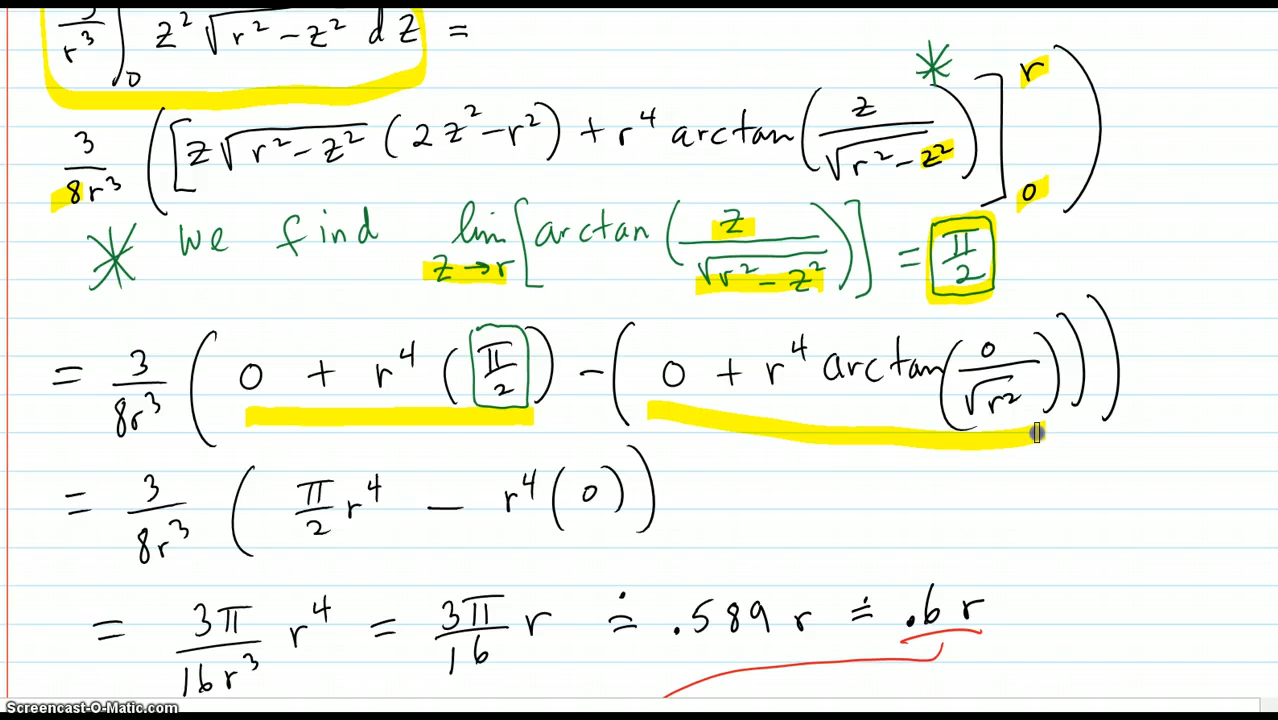 3/r³ ∫₀ z² √(r² − z²) dz =
3/(8r³) ( [ z√(r² − z²) (2z² − r²) + r⁴ arctan( z/√(r² − z²) ) ]₀^r ) *
* we find lim z→r [ arctan ( z/√(r² − z²) ) ] = π/2
= 3/(8r³) ( 0 + r⁴ (π/2) − ( 0 + r⁴ arctan( 0/√r² ) ) )
= 3/(8r³) ( π/2 r⁴ − r⁴ (0) )
= 3π/(16r³) r⁴ = 3π/16 r ≐ .589 r ≐ .6 r
Screencast-O-Matic.com